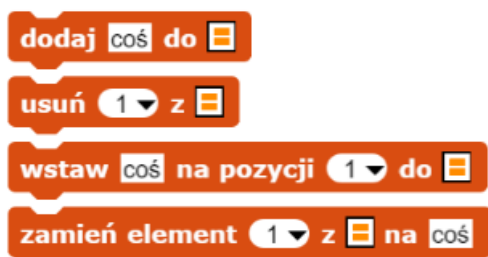 dodaj coś do
usuń 1 z
wstaw coś na pozycji 1 do
zamień element 1 z na coś